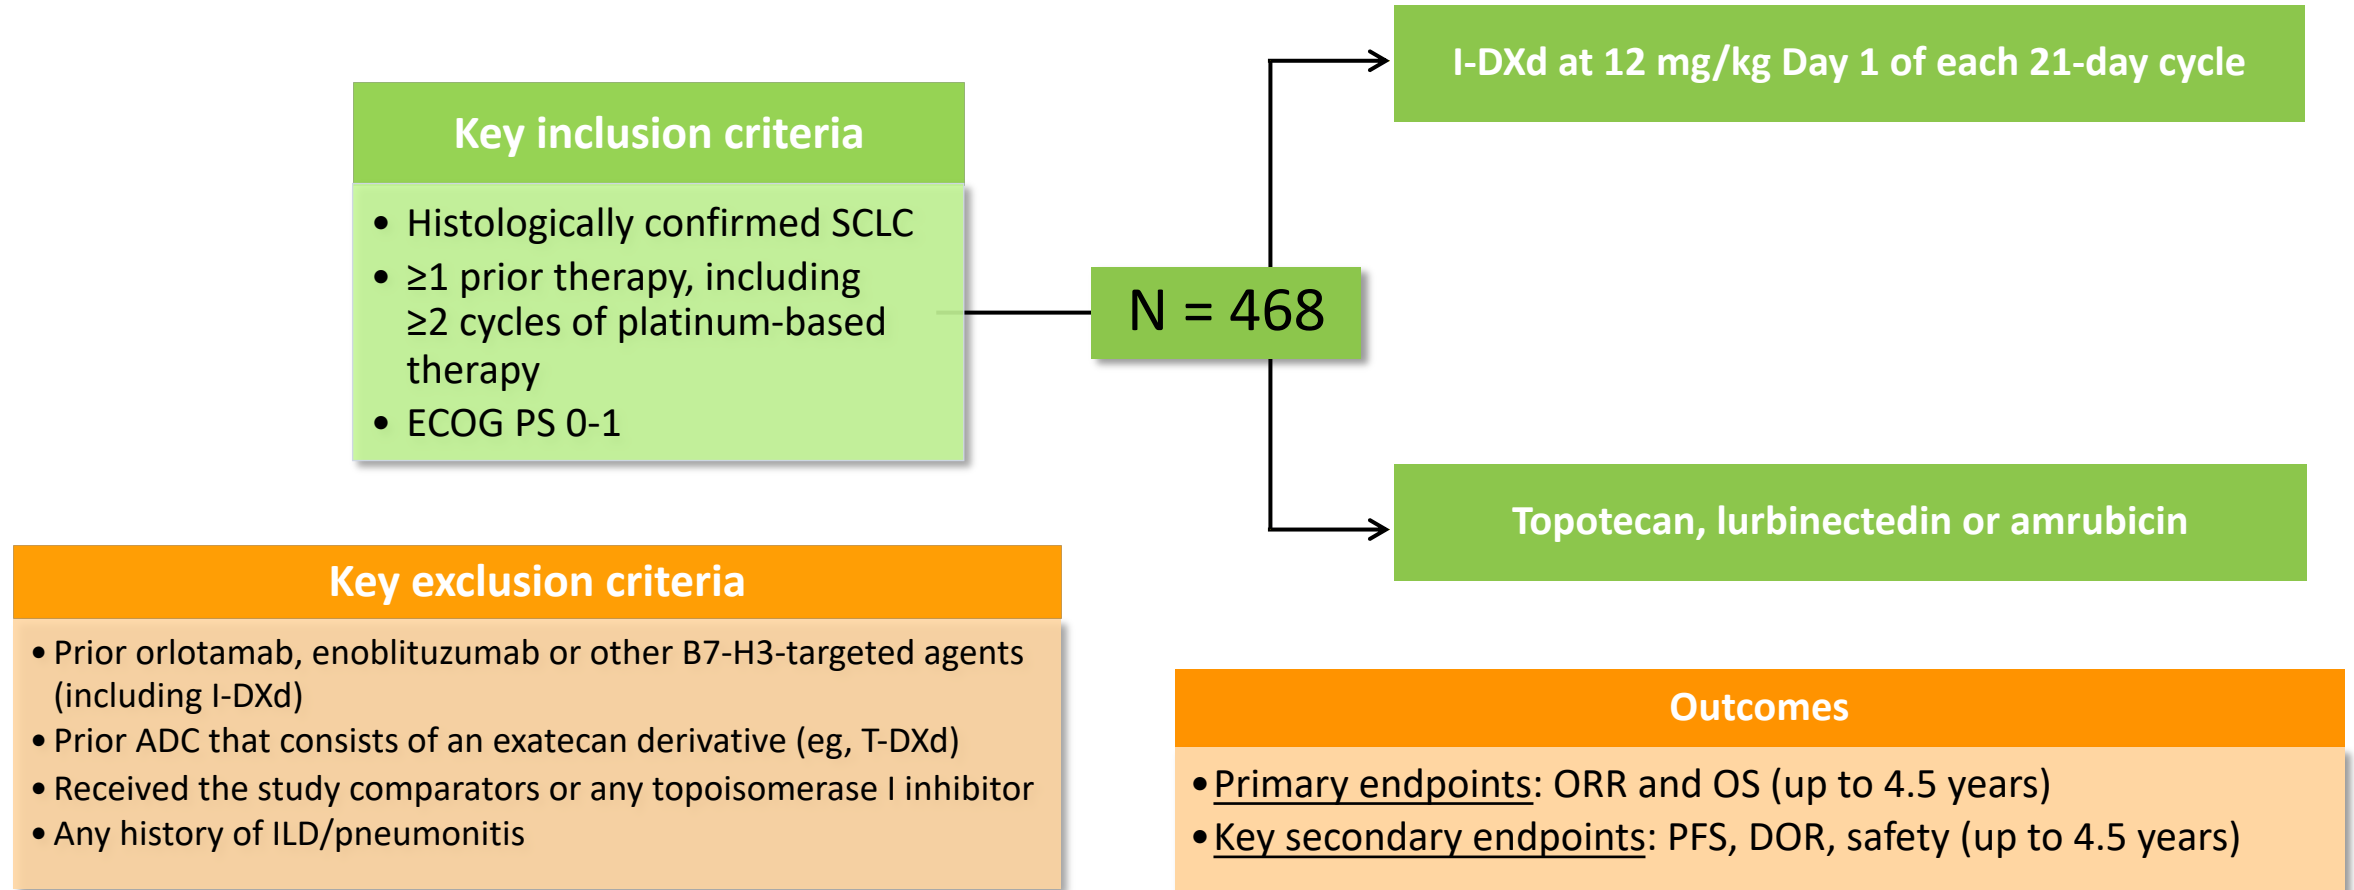 Key inclusion criteria
• Histologically confirmed SCLC
• ≥1 prior therapy, including
≥2 cycles of platinum-based
therapy
• ECOG PS 0-1
N = 468
I-DXd at 12 mg/kg Day 1 of each 21-day cycle
Topotecan, lurbinectedin or amrubicin
Key exclusion criteria
• Prior orlotamab, enoblituzumab or other B7-H3-targeted agents
(including I-DXd)
• Prior ADC that consists of an exatecan derivative (eg, T-DXd)
• Received the study comparators or any topoisomerase I inhibitor
• Any history of ILD/pneumonitis
Outcomes
• Primary endpoints: ORR and OS (up to 4.5 years)
• Key secondary endpoints: PFS, DOR, safety (up to 4.5 years)